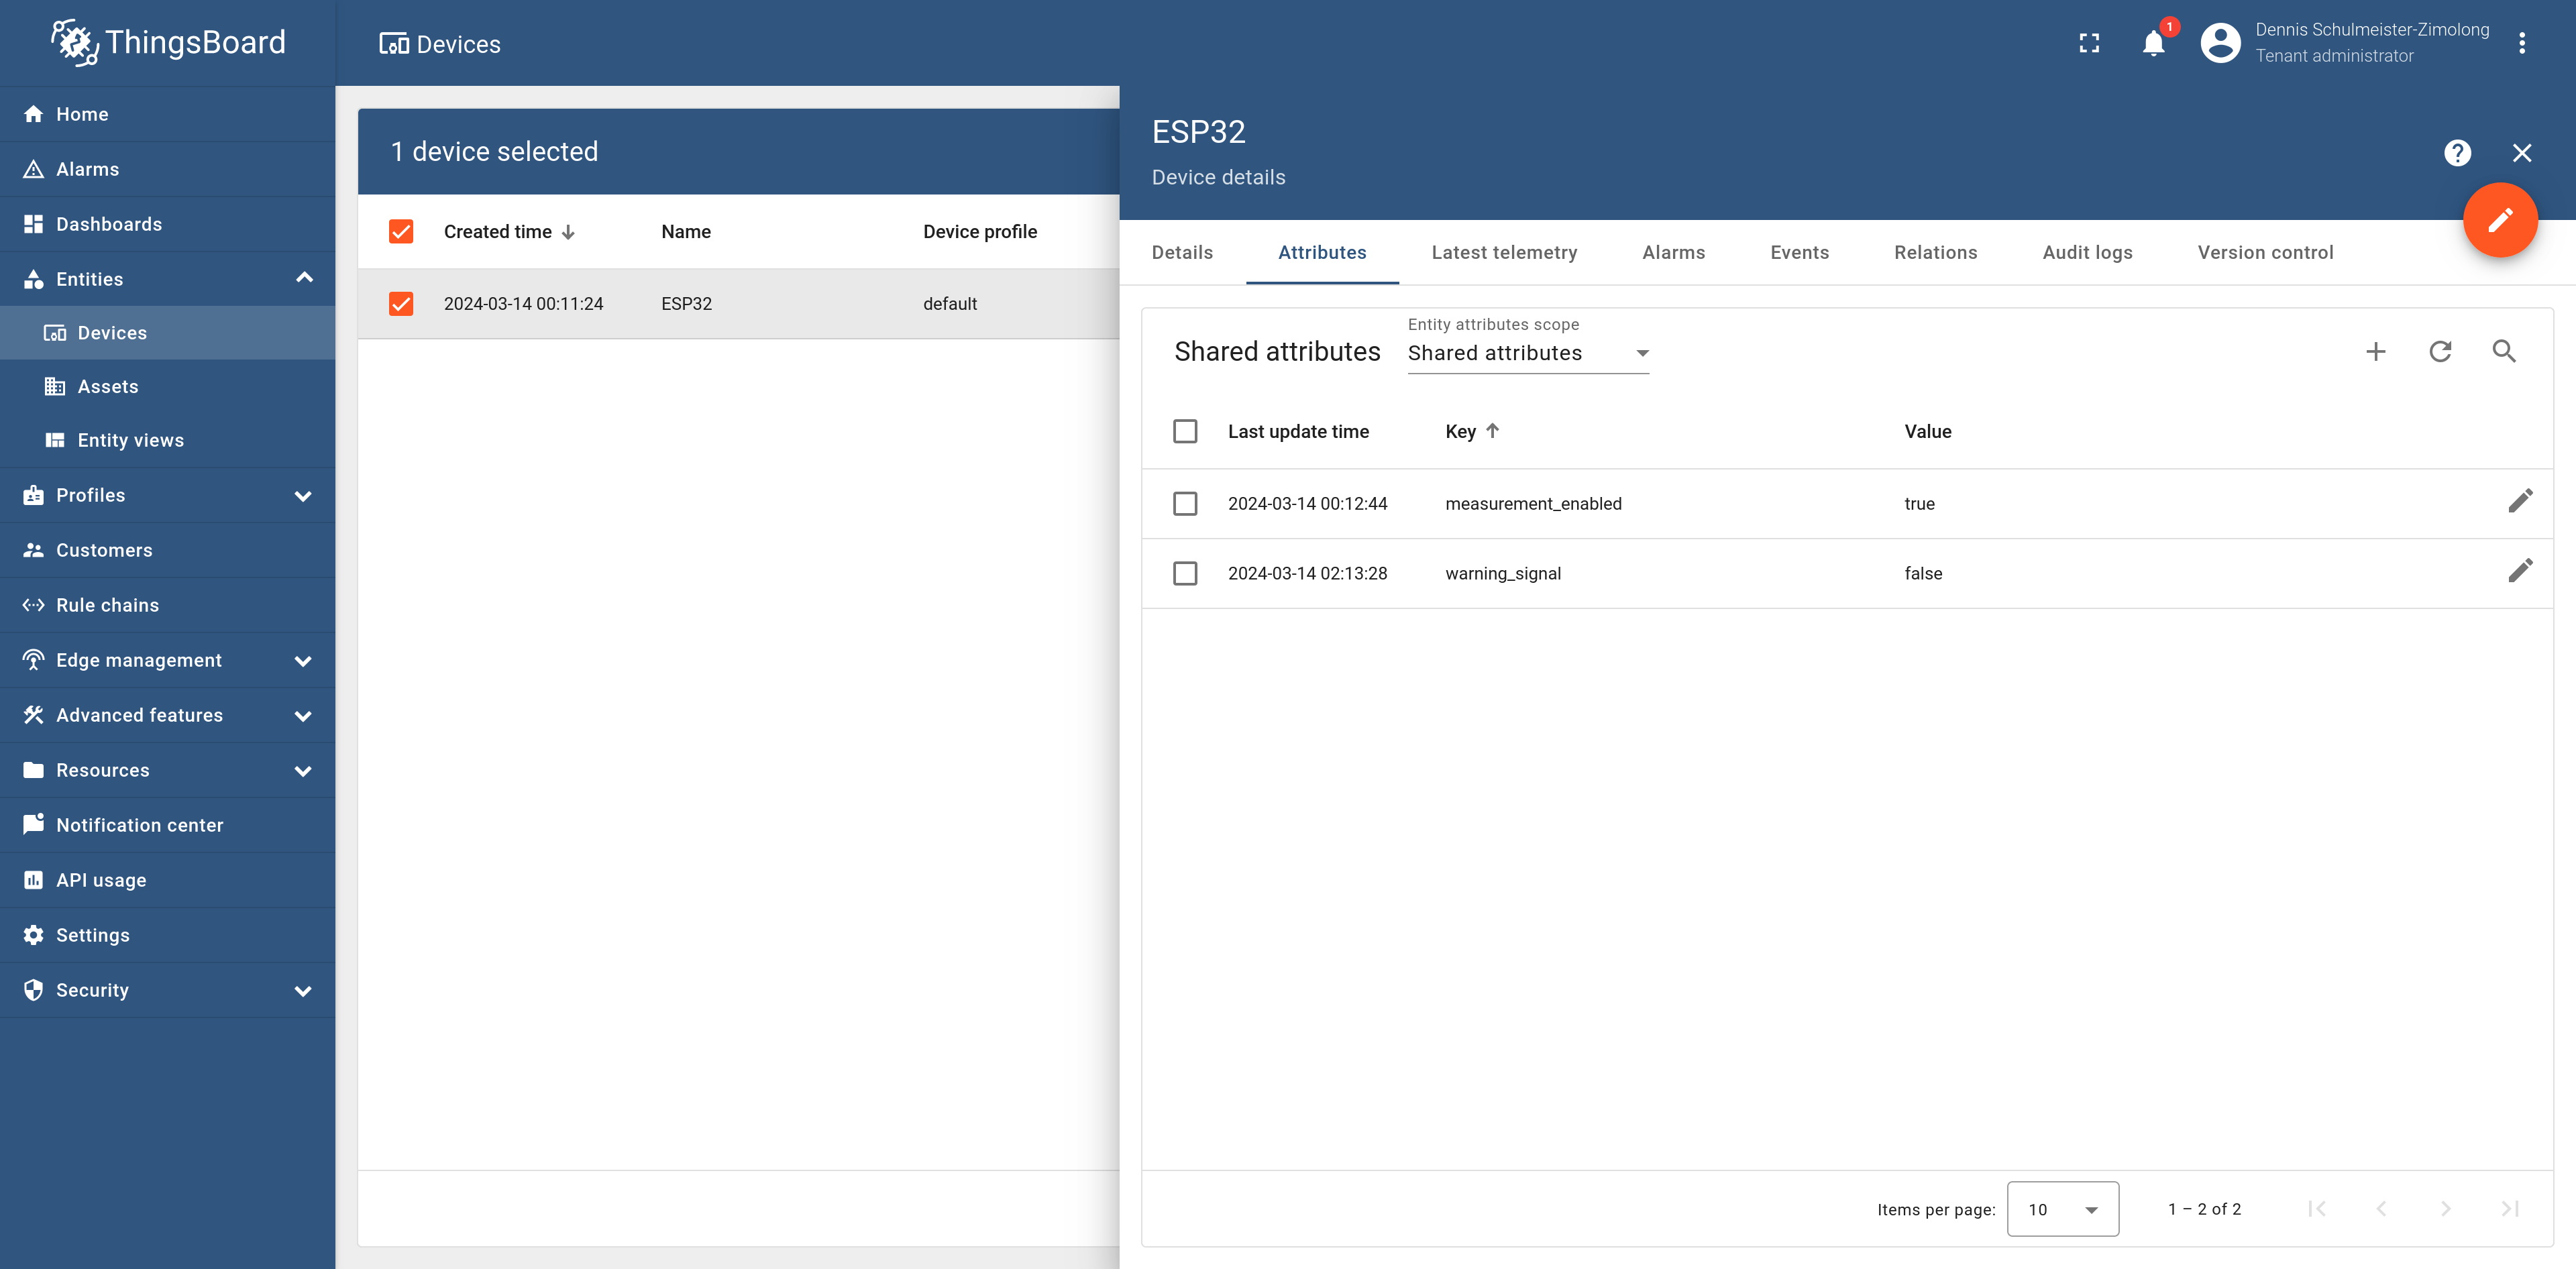 ThingsBoard
Devices
1
Dennis Schulmeister-Zimolong
Tenant administrator
Home
Alarms
Dashboards
Entities
Devices
Assets
Entity views
Profiles
Customers
Rule chains
Edge management
Advanced features
Resources
Notification center
API usage
Settings
Security
1 device selected
Created time Name Device profile
2024-03-14 00:11:24 ESP32 default
ESP32
Device details
?
Details Attributes Latest telemetry Alarms Events Relations Audit logs Version control
Entity attributes scope
Shared attributes Shared attributes
Last update time Key Value
2024-03-14 00:12:44 measurement_enabled true
2024-03-14 02:13:28 warning_signal false
Items per page: 10 1 – 2 of 2